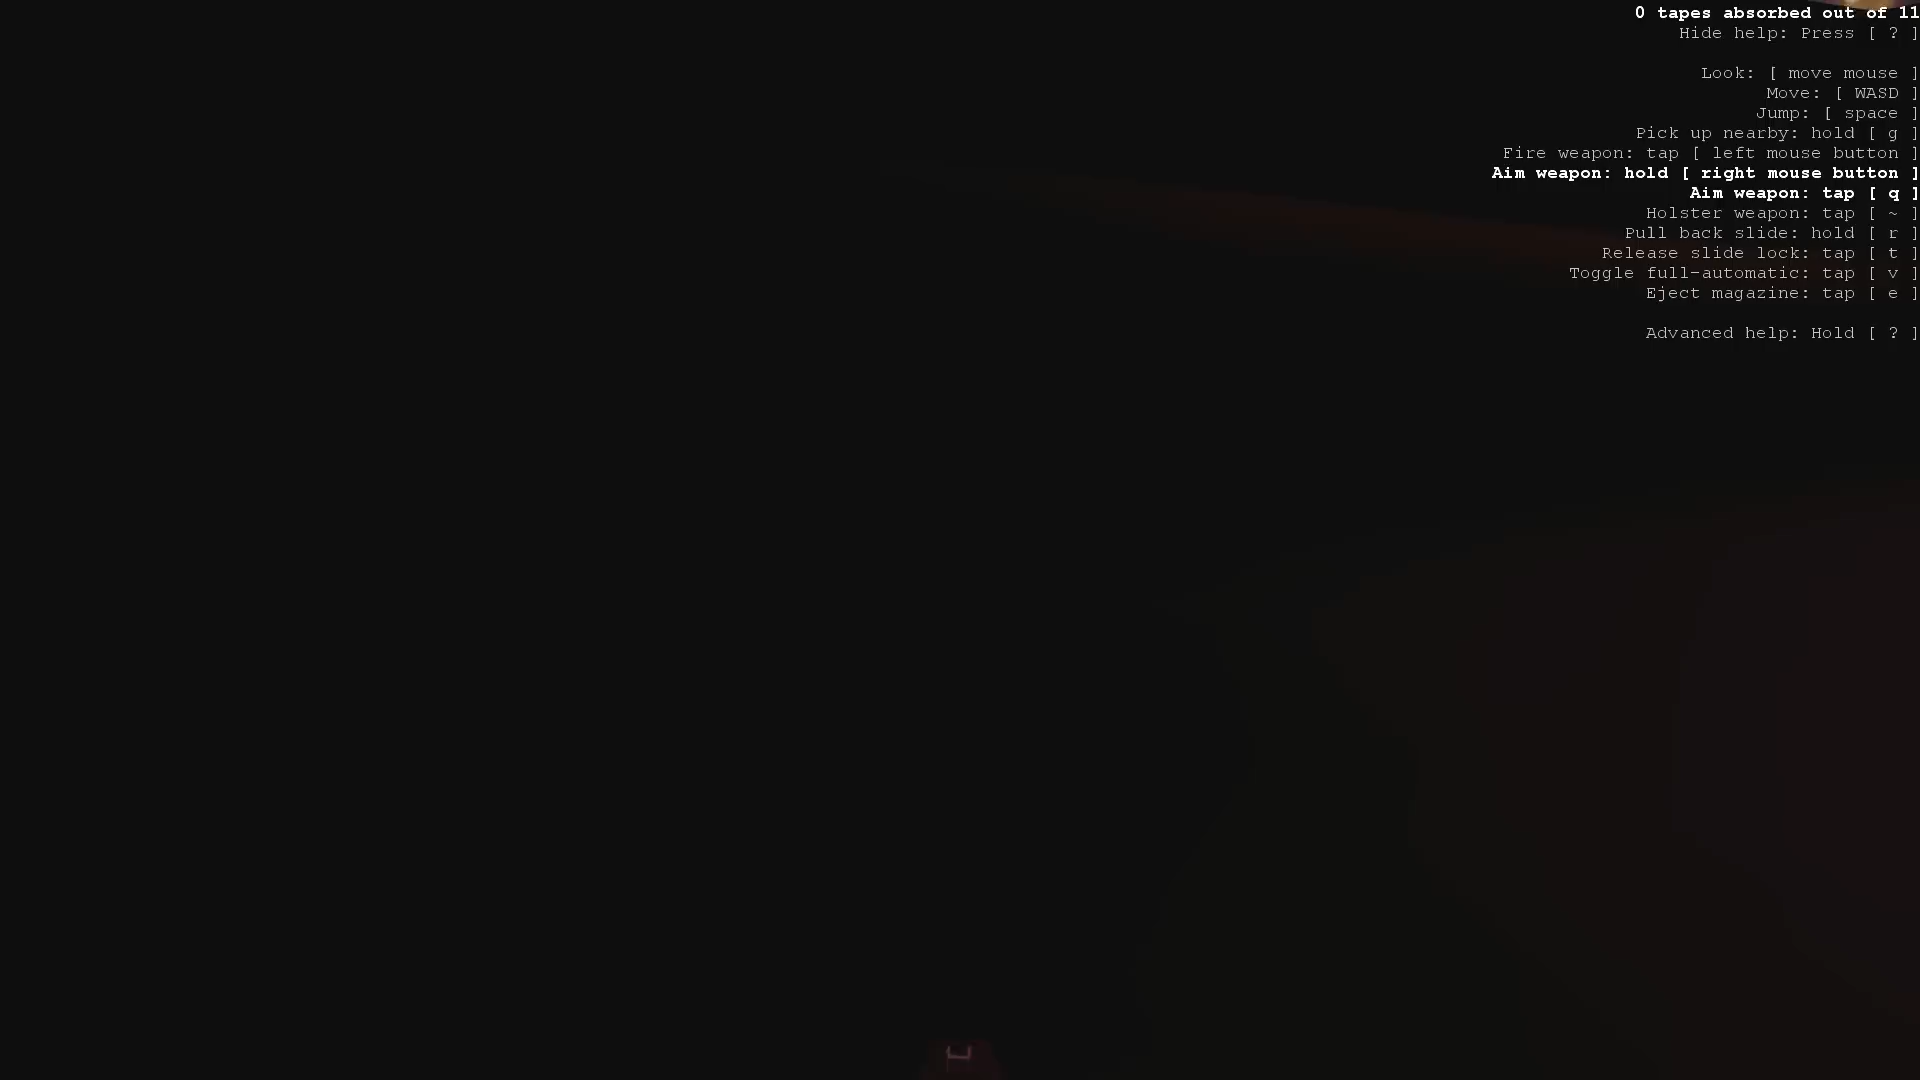 0 tapes absorbed out of 11
Hide help: Press [ ? ]
Look: [ move mouse ]
Move: [ WASD ]
Jump: [ space ]
Pick up nearby: hold [ g ]
Fire weapon: tap [ left mouse button ]
Aim weapon: hold [ right mouse button ]
Aim weapon: tap [ q ]
Holster weapon: tap [ ~ ]
Pull back slide: hold [ r ]
Release slide lock: tap [ t ]
Toggle full-automatic: tap [ v ]
Eject magazine: tap [ e ]
Advanced help: Hold [ ? ]